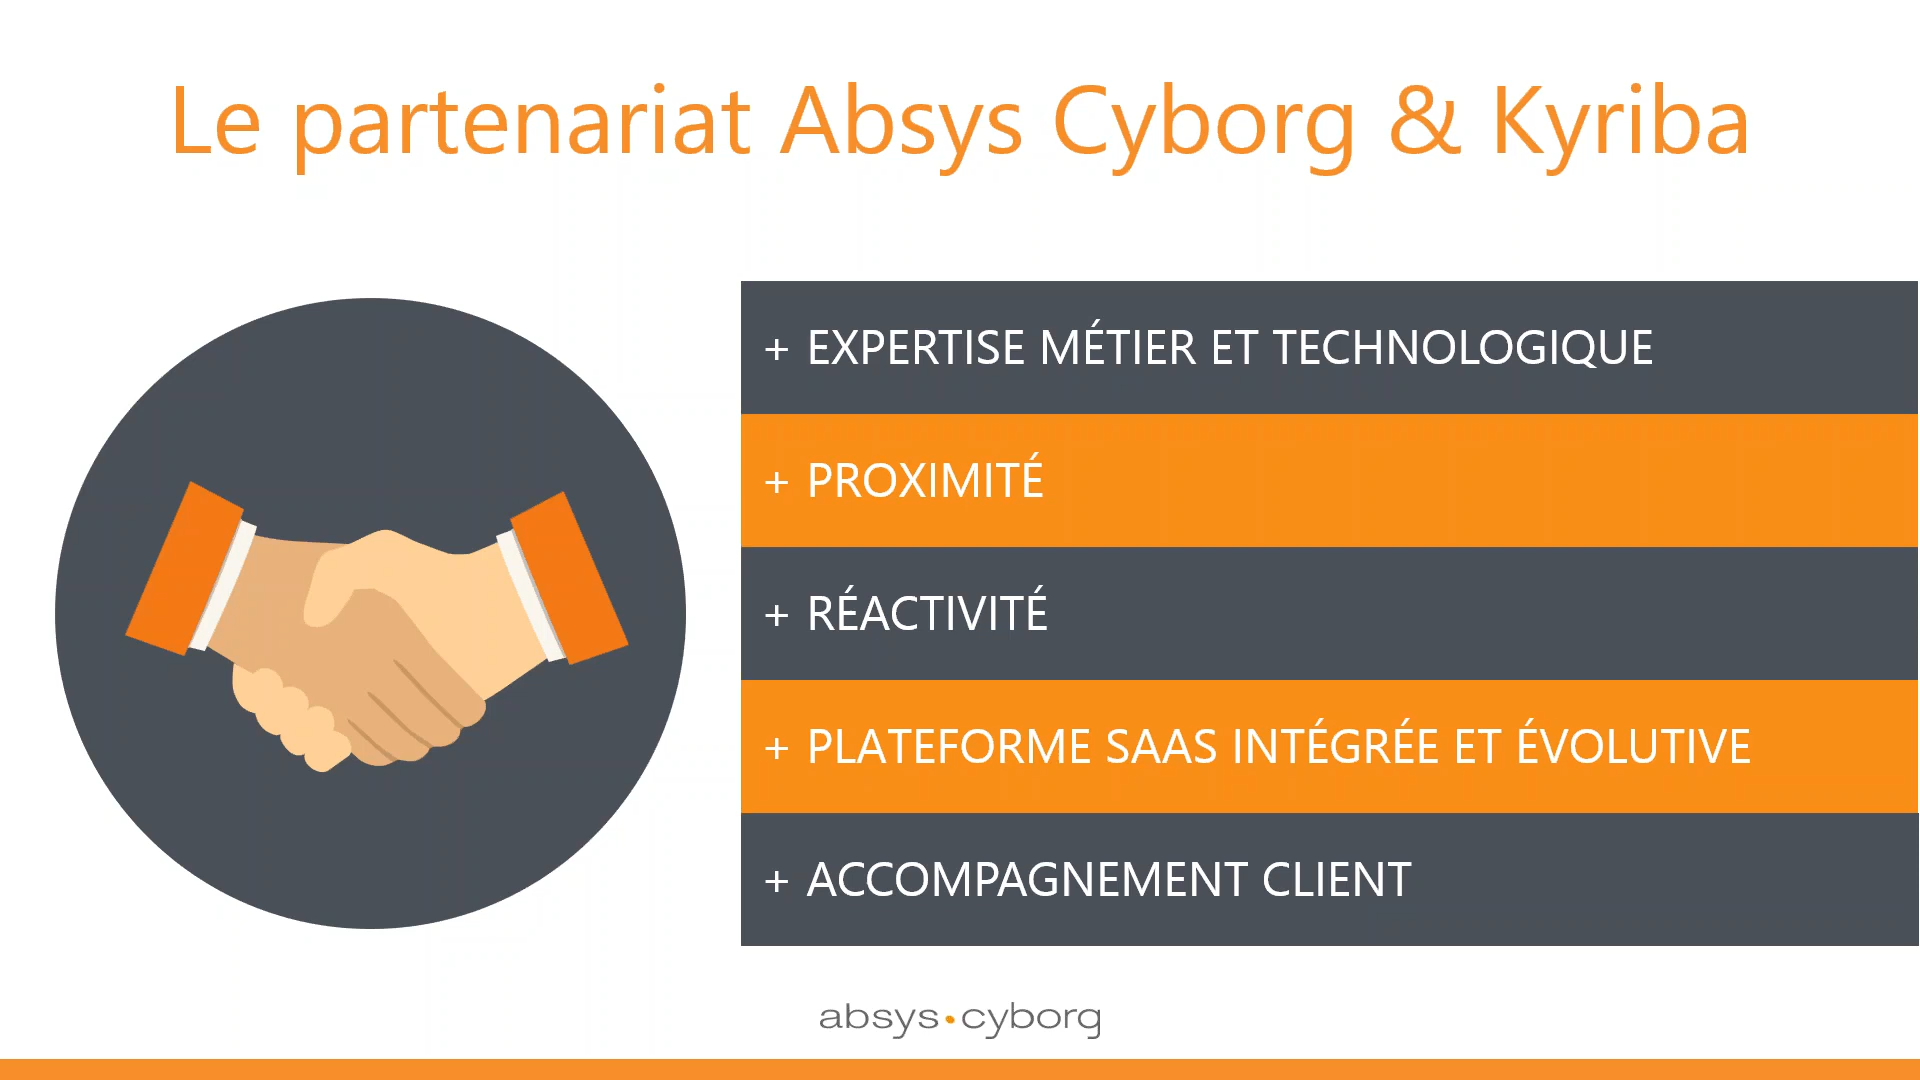 Le partenariat Absys Cyborg & Kyriba
+ EXPERTISE MÉTIER ET TECHNOLOGIQUE
+ PROXIMITÉ
+ RÉACTIVITÉ
+ PLATEFORME SAAS INTÉGRÉE ET ÉVOLUTIVE
+ ACCOMPAGNEMENT CLIENT
absys•cyborg